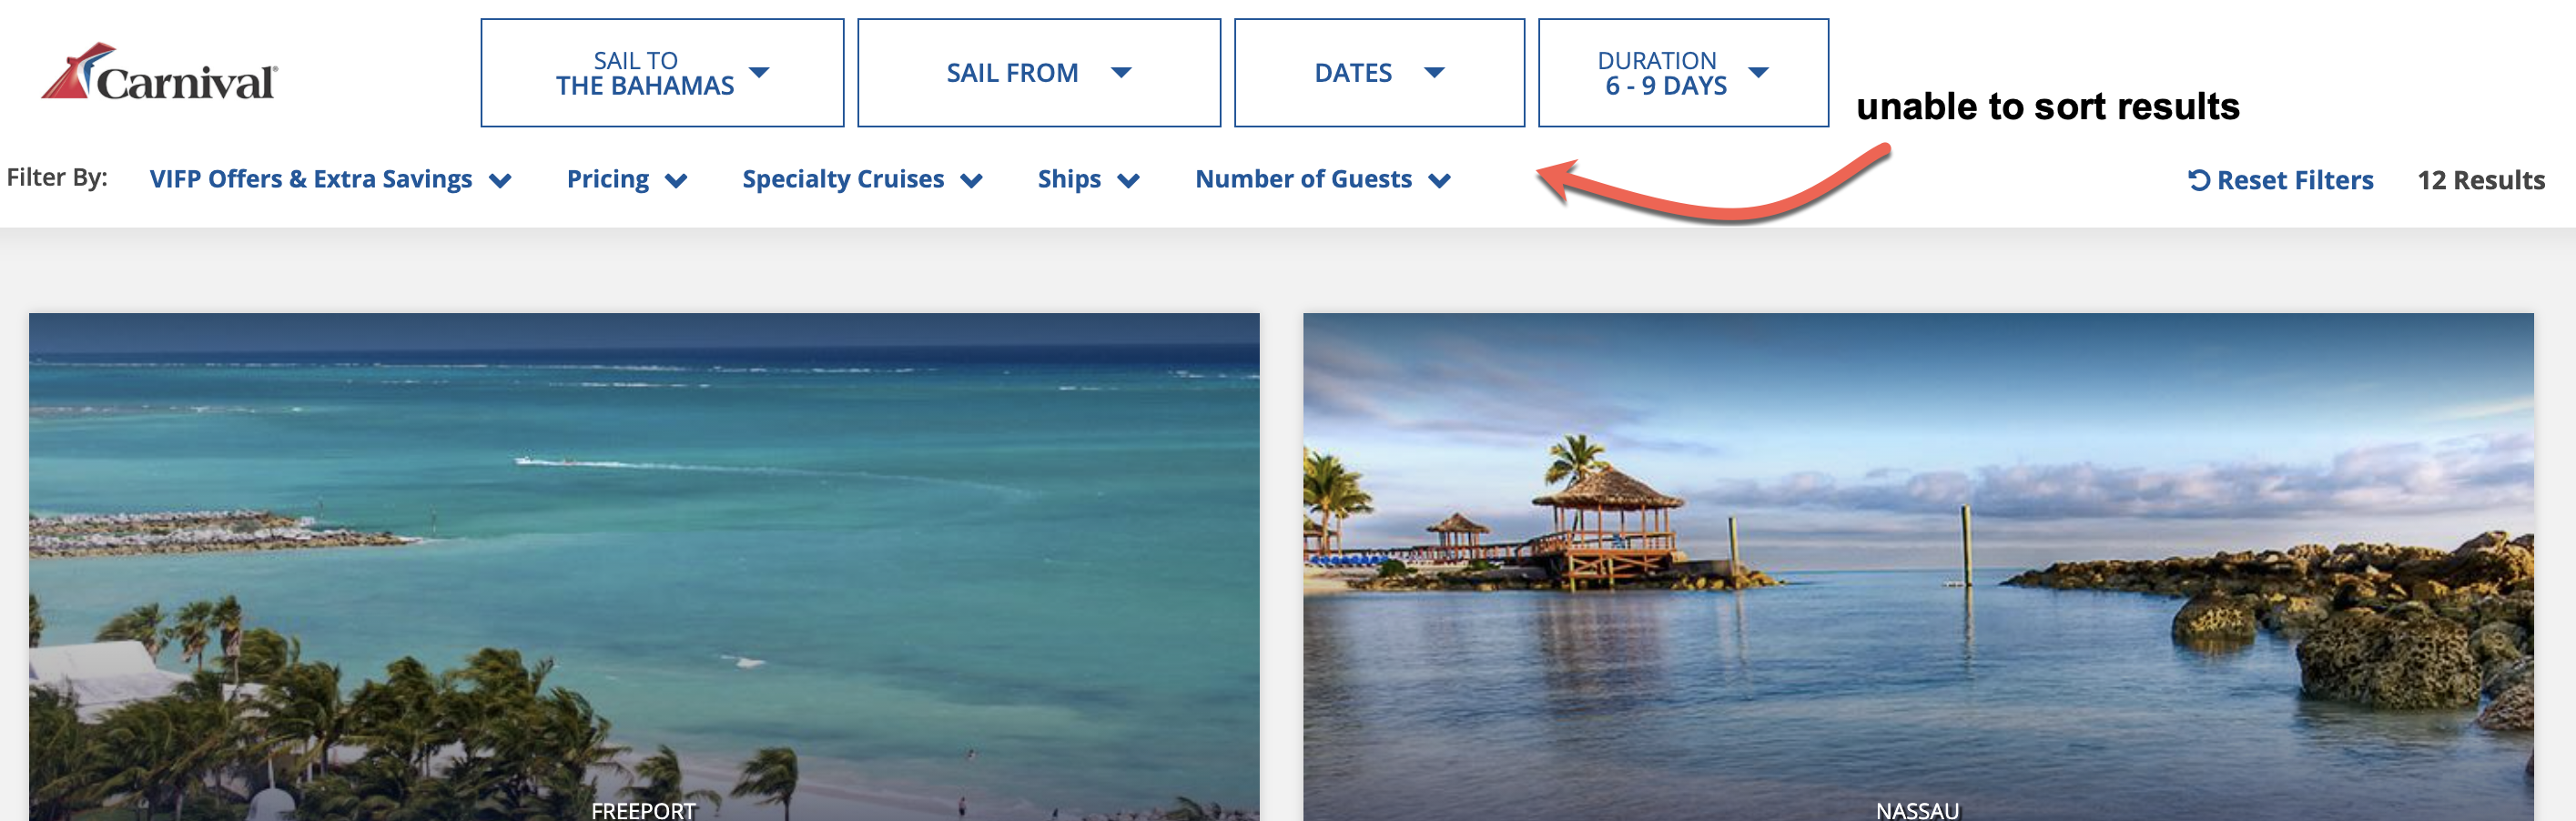 Carnival®
SAIL TO
THE BAHAMAS
SAIL FROM
DATES
DURATION
6 - 9 DAYS
unable to sort results
Filter By: VIFP Offers & Extra Savings Pricing Specialty Cruises Ships Number of Guests Reset Filters 12 Results
FREEPORT
NASSAU